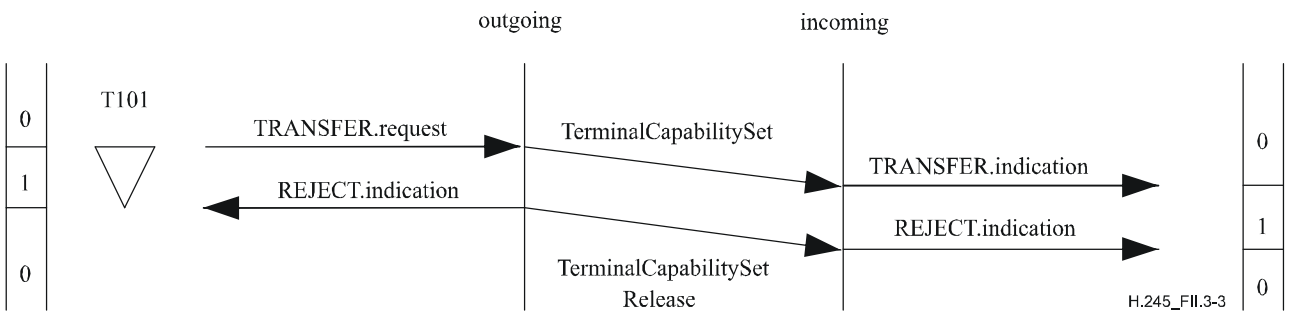 outgoing
incoming
T101
0
TRANSFER.request
TerminalCapabilitySet
0
TRANSFER.indication
1
REJECT.indication
REJECT.indication
1
0
TerminalCapabilitySet
Release
H.245_FII.3-3
0